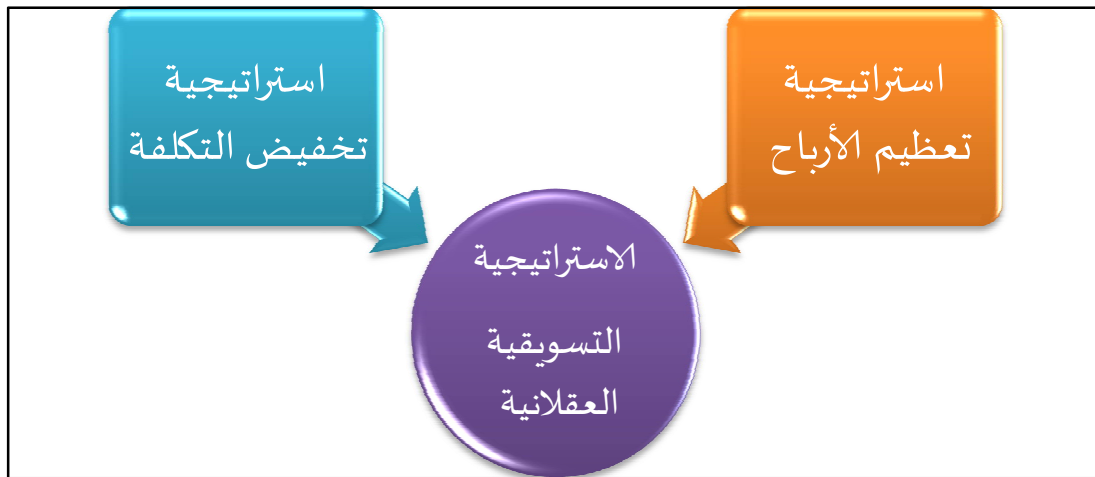 استراتيجية
تعظيم الأرباح
استراتيجية
تخفيض التكلفة
الاستراتيجية
التسويقية
العقلانية